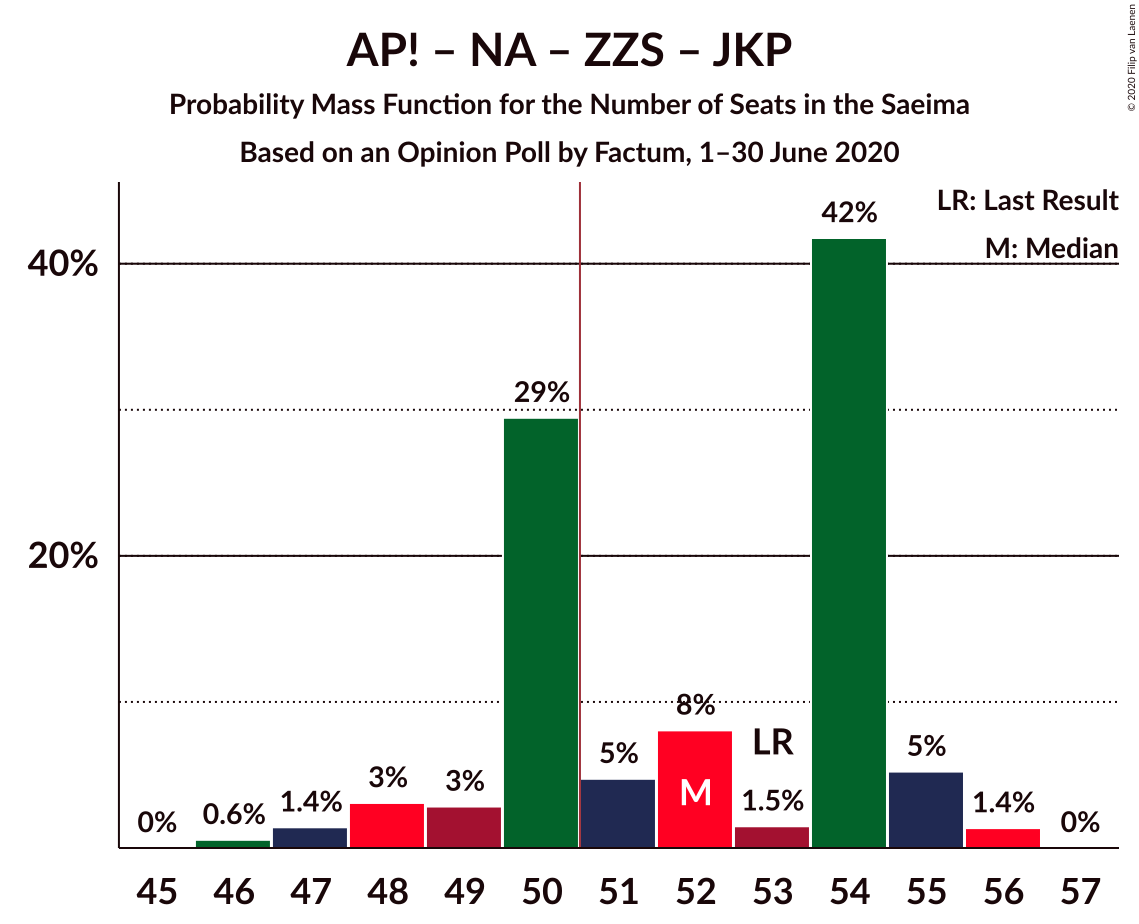 AP! – NA – ZZS – JKP
Probability Mass Function for the Number of Seats in the Saeima
Based on an Opinion Poll by Factum, 1–30 June 2020
© 2020 Filip van Laenen
LR: Last Result
M: Median
40%
20%
0%
0.6%
1.4%
3%
3%
29%
5%
8%
M
LR
1.5%
42%
5%
1.4%
0%
45 46 47 48 49 50 51 52 53 54 55 56 57